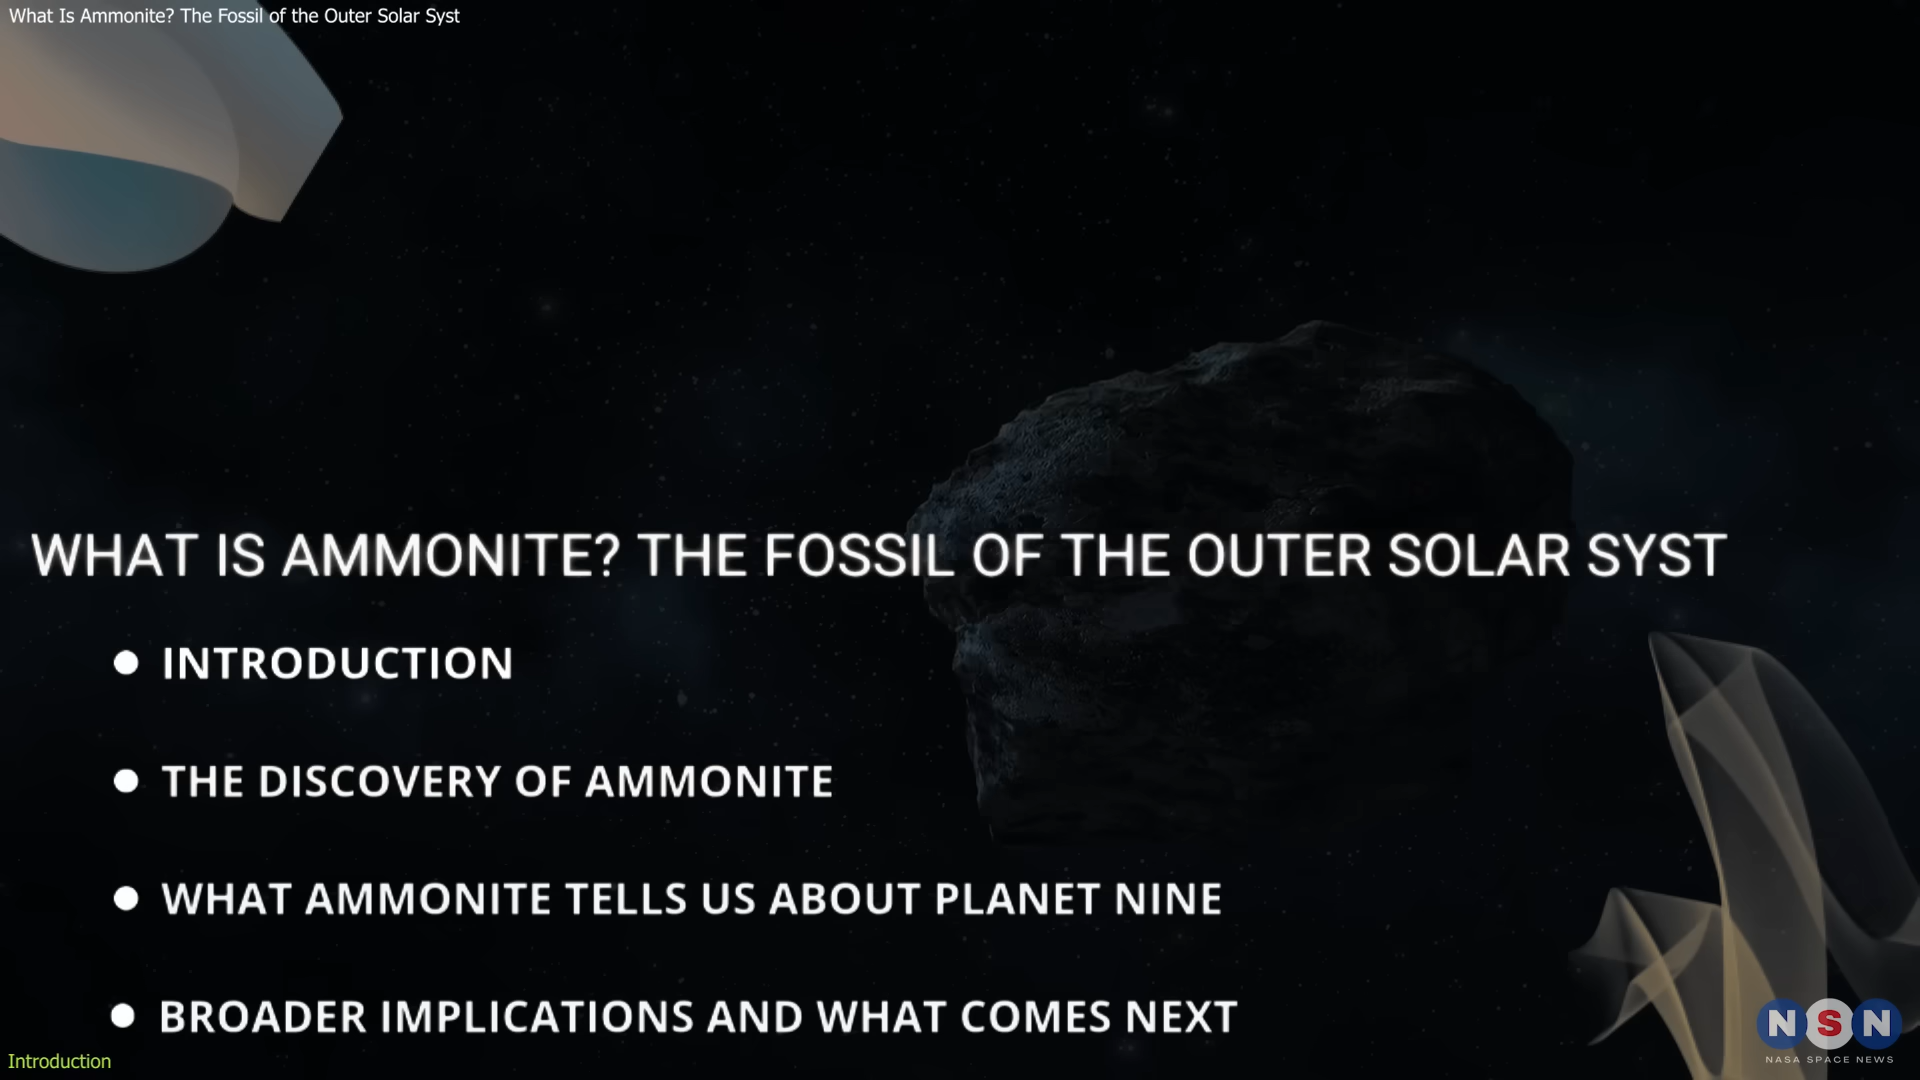 What Is Ammonite? The Fossil of the Outer Solar Syst
WHAT IS AMMONITE? THE FOSSIL OF THE OUTER SOLAR SYST
● INTRODUCTION
● THE DISCOVERY OF AMMONITE
● WHAT AMMONITE TELLS US ABOUT PLANET NINE
● BROADER IMPLICATIONS AND WHAT COMES NEXT
Introduction
NSN
NASA SPACE NEWS